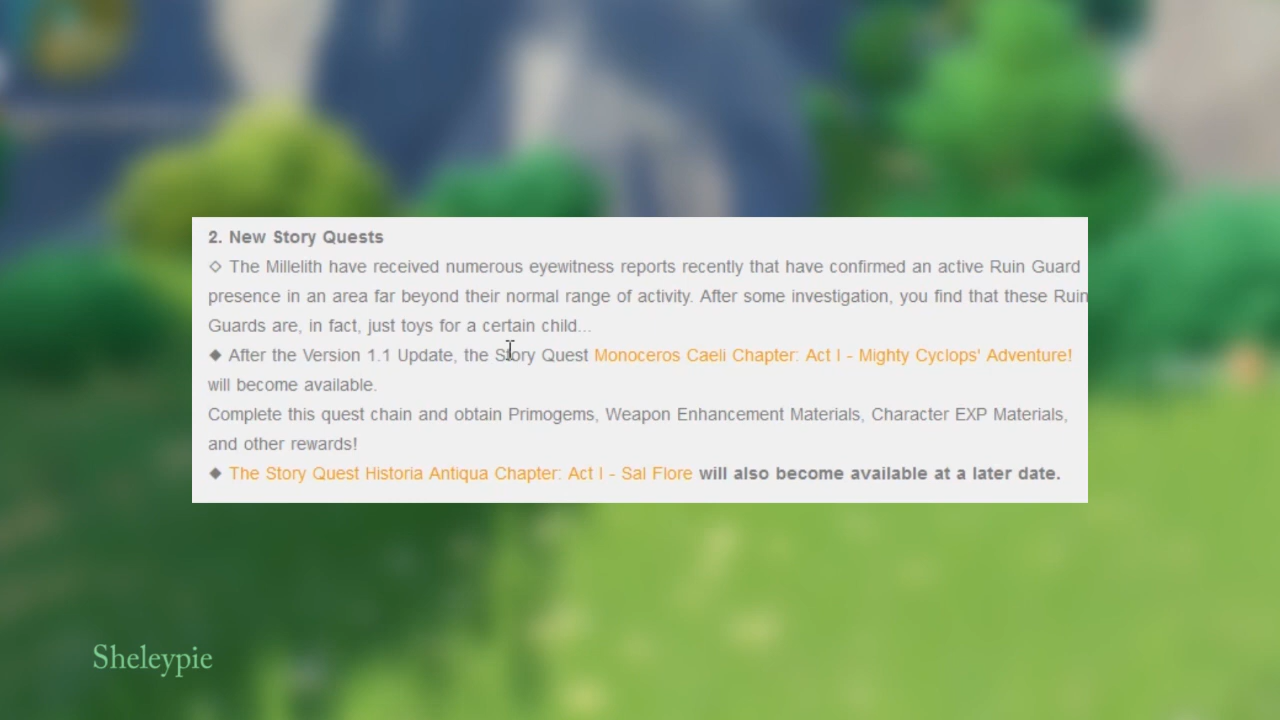 2. New Story Quests
◇ The Millelith have received numerous eyewitness reports recently that have confirmed an active Ruin Guard
presence in an area far beyond their normal range of activity. After some investigation, you find that these Ruin
Guards are, in fact, just toys for a certain child...
◆ After the Version 1.1 Update, the Story Quest Monoceros Caeli Chapter: Act I - Mighty Cyclops' Adventure!
will become available.
Complete this quest chain and obtain Primogems, Weapon Enhancement Materials, Character EXP Materials,
and other rewards!
◆ The Story Quest Historia Antiqua Chapter: Act I - Sal Flore will also become available at a later date.
Sheleypie